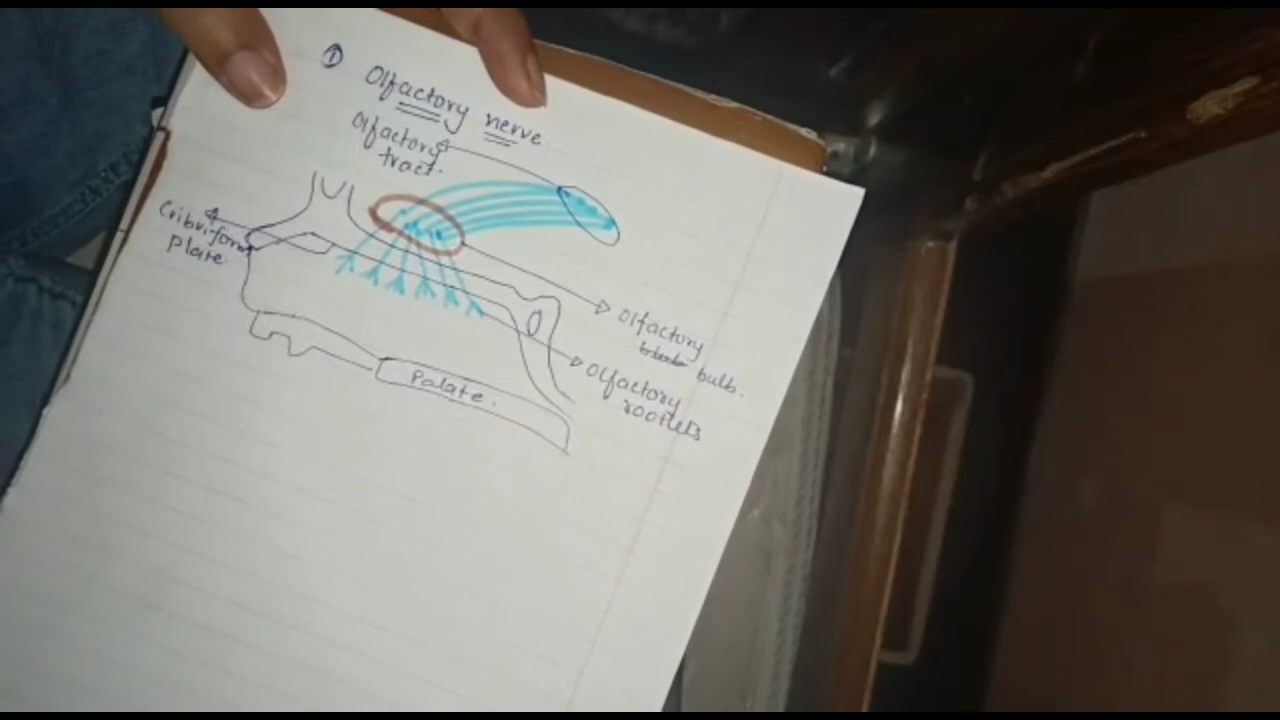 ① Olfactory nerve
Olfactory
tract.
Cribriform
plate.
Olfactory
bulb.
Olfactory
rootlets
Palate.